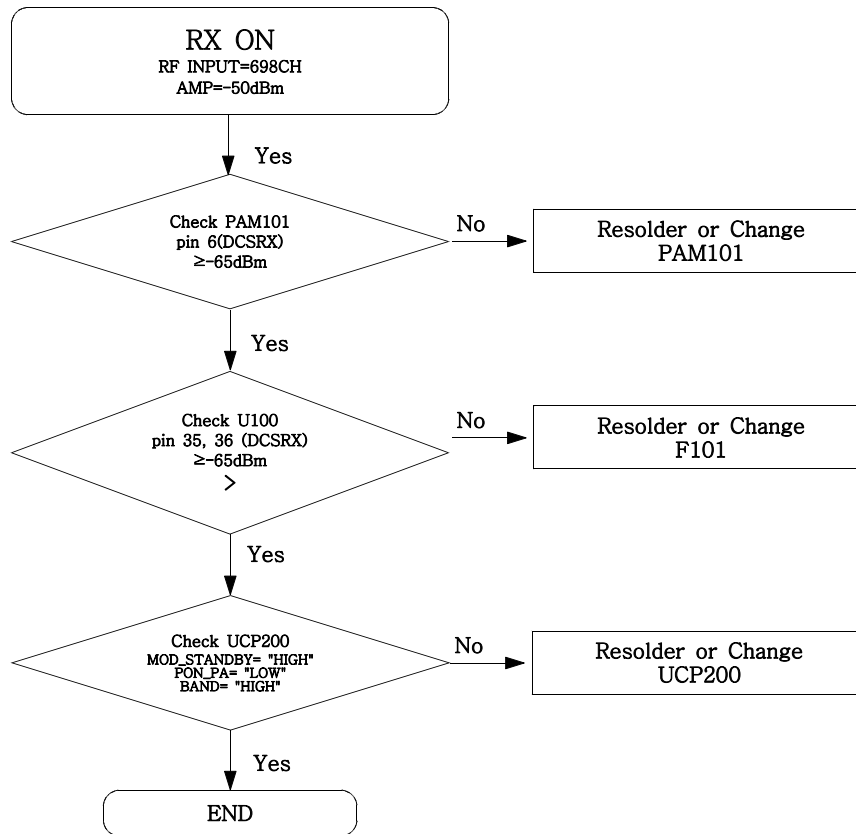 RX ON
RF INPUT=698CH
AMP=-50dBm
Yes
Check PAM101
pin 6(DCSRX)
≥-65dBm
No
Resolder or Change
PAM101
Yes
Check U100
pin 35, 36 (DCSRX)
≥-65dBm
>
No
Resolder or Change
F101
Yes
Check UCP200
MOD_STANDBY= "HIGH"
PON_PA= "LOW"
BAND= "HIGH"
No
Resolder or Change
UCP200
Yes
END